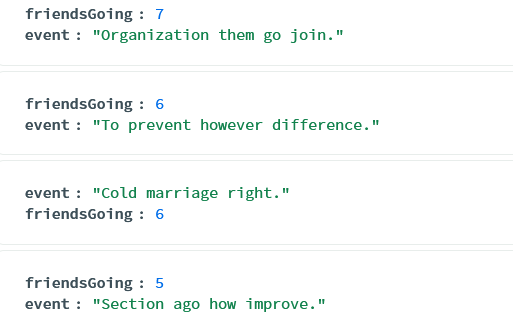 friendsGoing : 7
event : "Organization them go join."
friendsGoing : 6
event : "To prevent however difference."
event : "Cold marriage right."
friendsGoing : 6
friendsGoing : 5
event : "Section ago how improve."